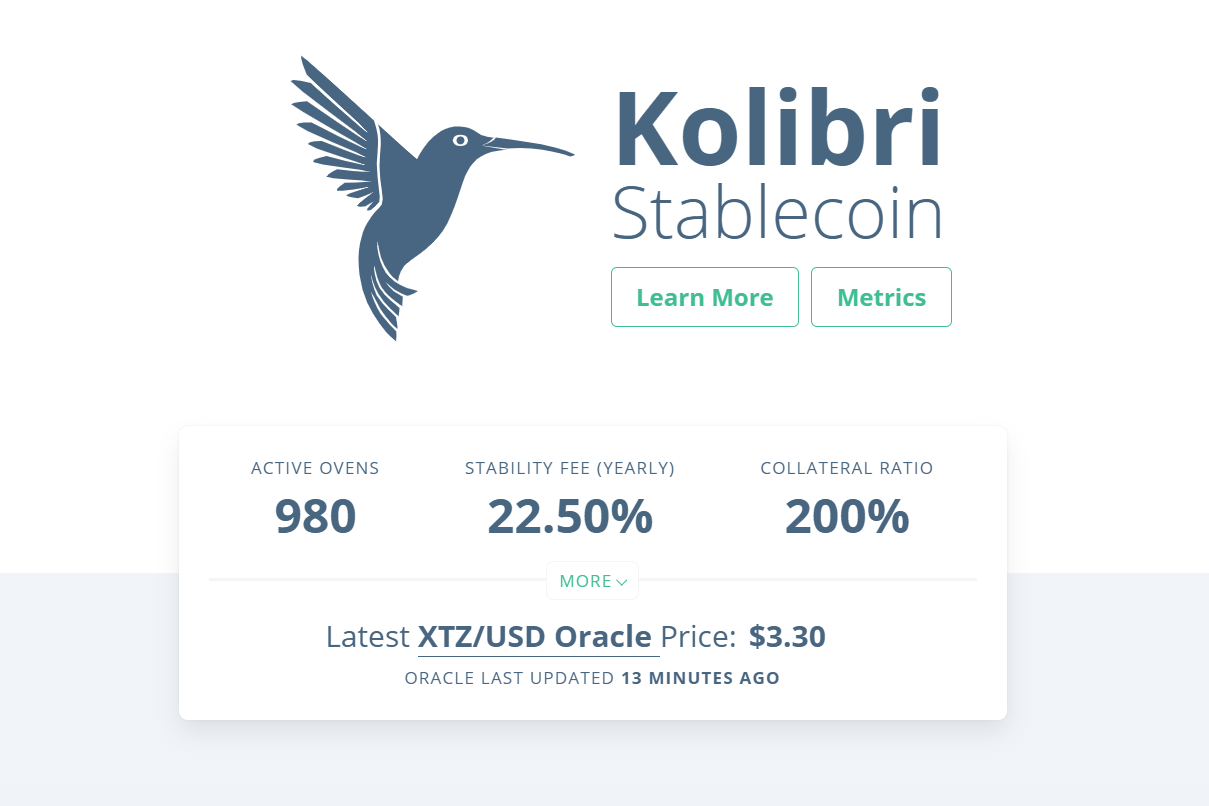 Kolibri
Stablecoin
Learn More
Metrics
ACTIVE OVENS
STABILITY FEE (YEARLY)
COLLATERAL RATIO
980
22.50%
200%
MORE
Latest XTZ/USD Oracle Price: $3.30
ORACLE LAST UPDATED 13 MINUTES AGO